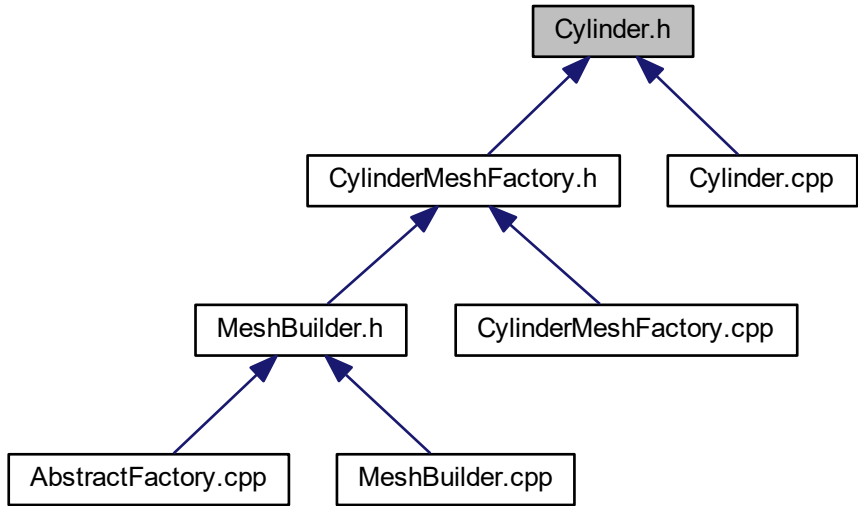 Cylinder.h
CylinderMeshFactory.h
Cylinder.cpp
MeshBuilder.h
CylinderMeshFactory.cpp
AbstractFactory.cpp
MeshBuilder.cpp